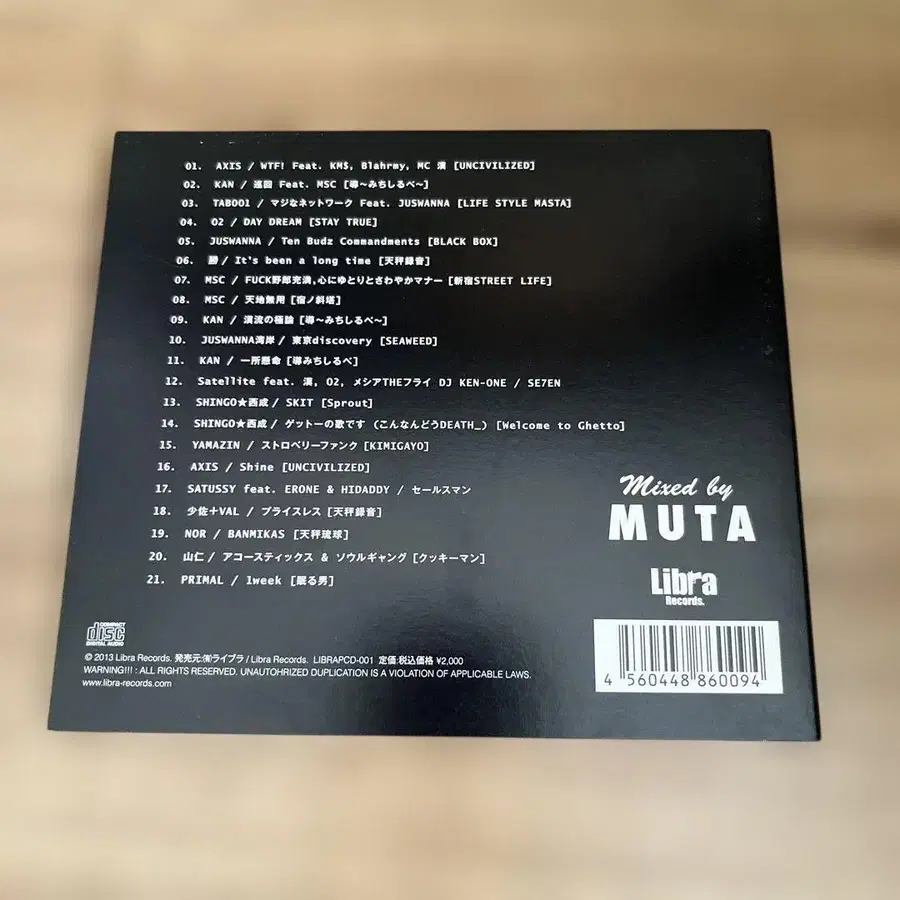 01. AXIS / WTF! Feat. KM$, Blahrmy, MC 漢 [UNCIVILIZED]
02. KAN / 巡回 Feat. MSC [導〜みちしるべ〜]
03. TABOO1 / マジなネットワーク Feat. JUSWANNA [LIFE STYLE MASTA]
04. O2 / DAY DREAM [STAY TRUE]
05. JUSWANNA / Ten Budz Commandments [BLACK BOX]
06. 勝 / It's been a long time [天秤録音]
07. MSC / FUCK野郎充満,心にゆとりとさわやかマナー [新宿STREET LIFE]
08. MSC / 天地無用 [宿ノ斜塔]
09. KAN / 漢流の極論 [導〜みちしるべ〜]
10. JUSWANNA湾岸 / 東京discovery [SEAWEED]
11. KAN / 一所懸命 [導みちしるべ]
12. Satellite feat. 漢, O2, メシアTHEフライ DJ KEN-ONE / SE7EN
13. SHINGO★西成 / SKIT [Sprout]
14. SHINGO★西成 / ゲットーの歌です (こんなんどうDEATH_) [Welcome to Ghetto]
15. YAMAZIN / ストロベリーファンク [KIMIGAYO]
16. AXIS / Shine [UNCIVILIZED]
17. SATUSSY feat. ERONE & HIDADDY / セールスマン
18. 少佐+VAL / プライスレス [天秤録音]
19. NOR / BANMIKAS [天秤琉球]
20. 山仁 / アコースティックス & ソウルギャング [クッキーマン]
21. PRIMAL / 1week [眠る男]
Mixed by
MUTA
Libra
Records.
COMPACT
disc
DIGITAL AUDIO
© 2013 Libra Records. 発売元:㈲ライブラ / Libra Records. LIBRAPCD-001 定価:税込価格 ¥2,000
WARNING!!! : ALL RIGHTS RESERVED. UNAUTOHRIZED DUPLICATION IS A VIOLATION OF APPLICABLE LAWS.
www.libra-records.com
4 560448 860094